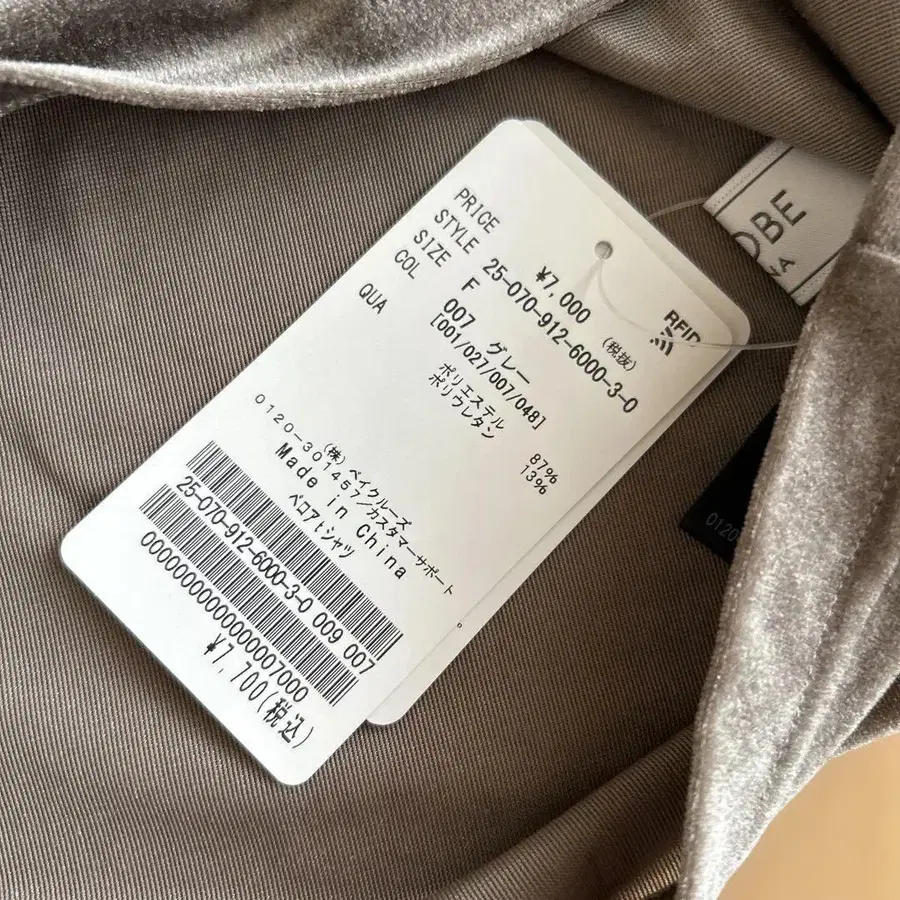 PRICE ¥7,000 (税抜)
STYLE 25-070-912-6000-3-0
SIZE F
COL 007 グレー
[001/027/007/048]
QUA ポリエステル 87%
ポリウレタン 13%
(株)ベイクルーズ
0120-301457/カスタマーサポート
Made in China
ベロアトシャツ
25-070-912-6000-3-0 009 007
¥7,700(税込)
RFID
OBE
0120